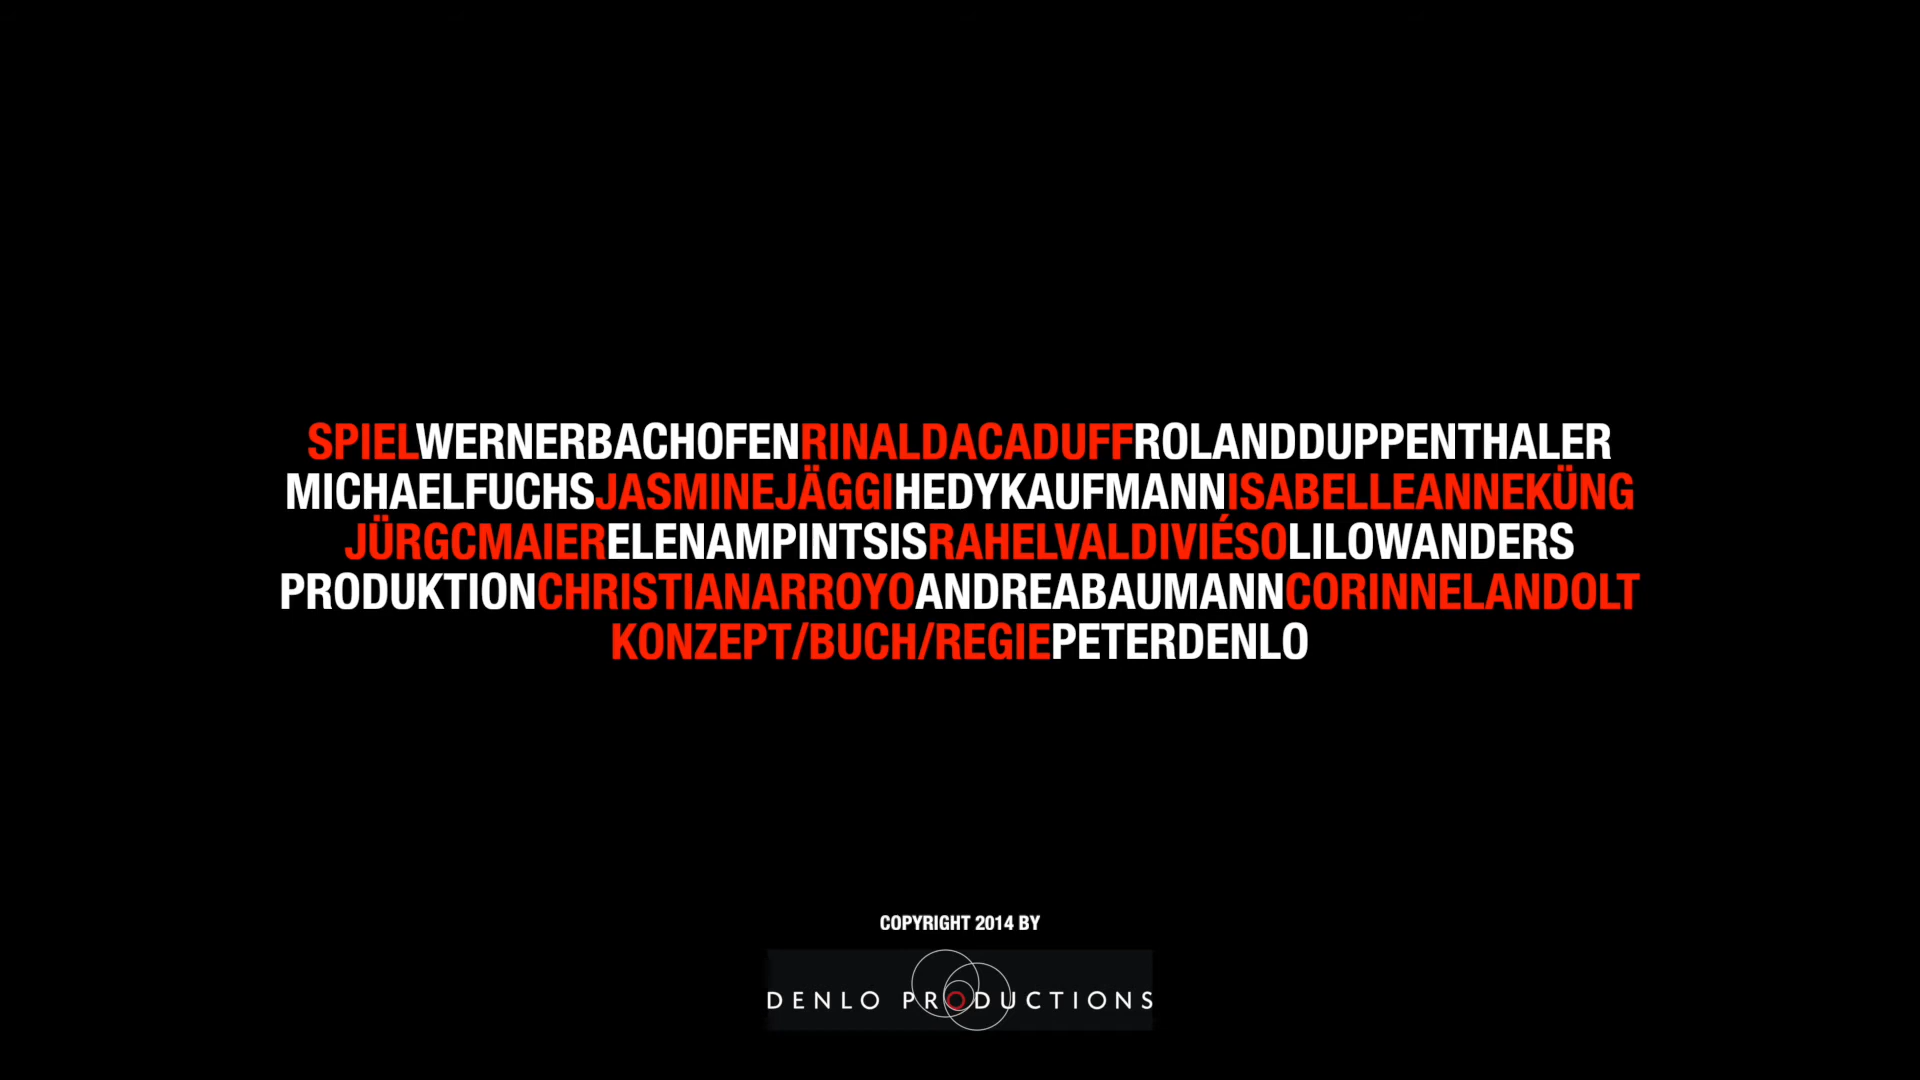 SPIELWERNERBACHOFENRINALDACADUFFROLANDDUPPENTHALER
MICHAELFUCHSJASMINEJÄGGIHEDYKAUFMANNISABELLEANNEKÜNG
JÜRGCMAIERELENAMPINTSISRAHELVALDIVIÉSOLILOWANDERS
PRODUKTIONCHRISTIANARROYOANDREABAUMANNCORINNELANDOLT
KONZEPT/BUCH/REGIEPETERDENLO
COPYRIGHT 2014 BY
DENLO PRODUCTIONS